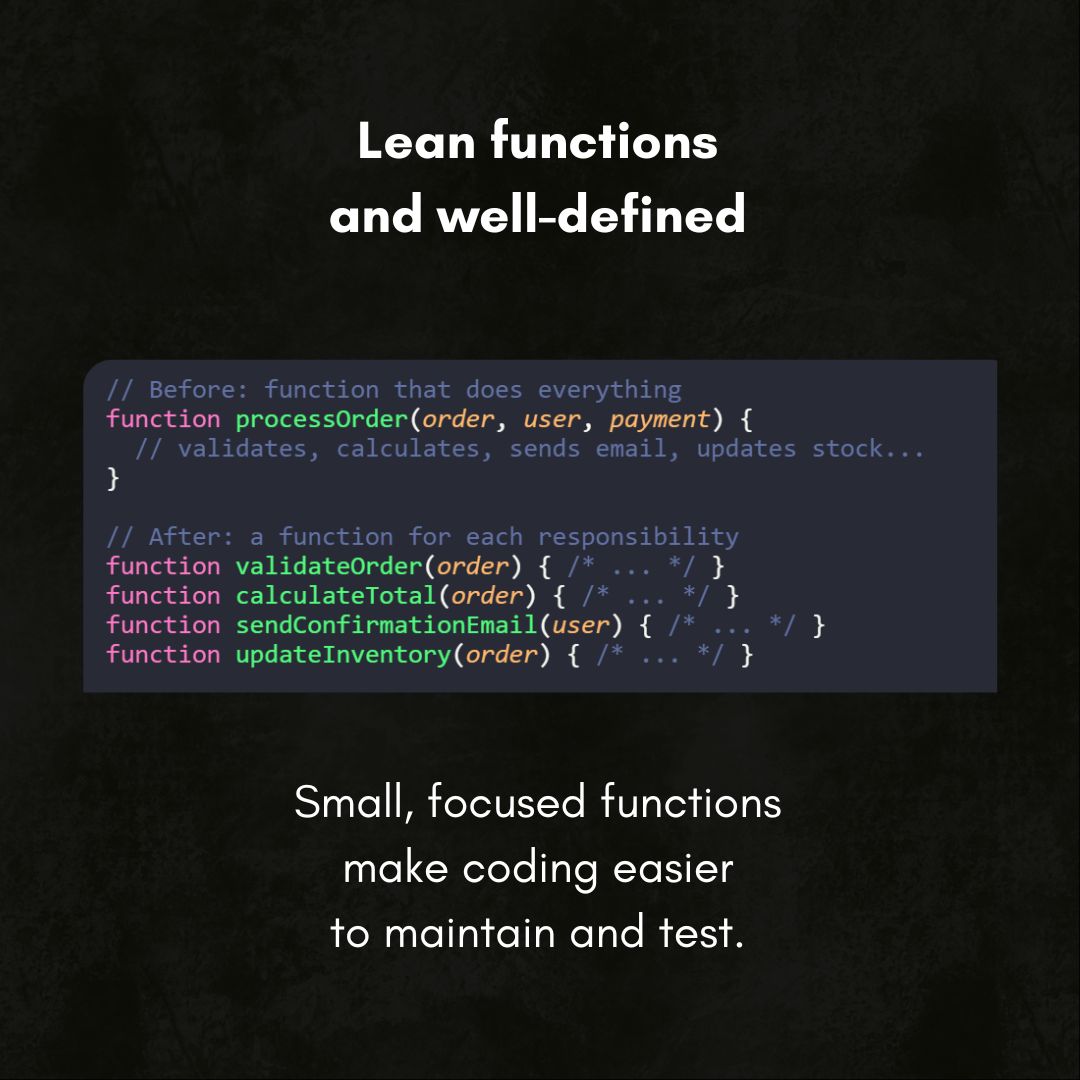 Lean functions
and well-defined
// Before: function that does everything
function processOrder(order, user, payment) {
  // validates, calculates, sends email, updates stock...
}
// After: a function for each responsibility
function validateOrder(order) { /* ... */ }
function calculateTotal(order) { /* ... */ }
function sendConfirmationEmail(user) { /* ... */ }
function updateInventory(order) { /* ... */ }
Small, focused functions
make coding easier
to maintain and test.